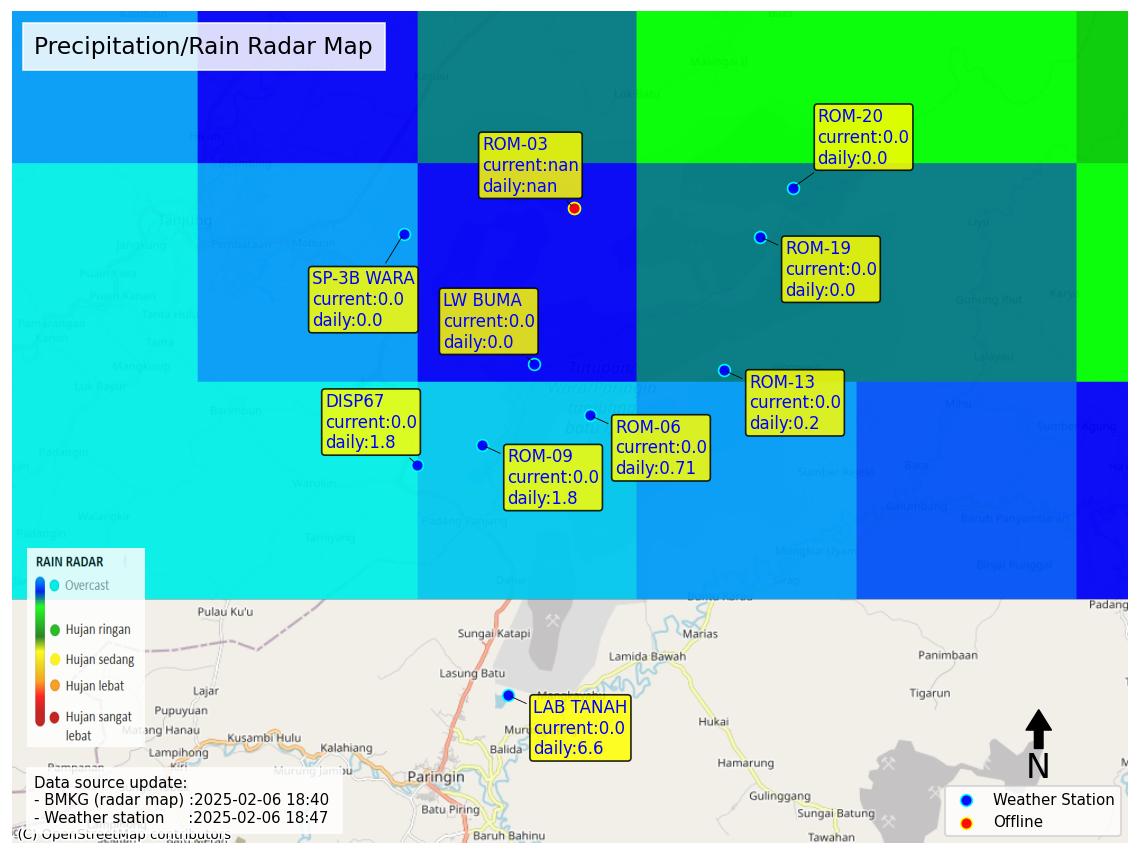 Precipitation/Rain Radar Map
ROM-20
current:0.0
daily:0.0
ROM-03
current:nan
daily:nan
ROM-19
current:0.0
daily:0.0
SP-3B WARA
current:0.0
daily:0.0
LW BUMA
current:0.0
daily:0.0
ROM-13
current:0.0
daily:0.2
DISP67
current:0.0
daily:1.8
ROM-06
current:0.0
daily:0.71
ROM-09
current:0.0
daily:1.8
LAB TANAH
current:0.0
daily:6.6
Tanjung
RAIN RADAR
Overcast
Hujan ringan
Hujan sedang
Hujan lebat
Hujan sangat
lebat
Pulau Ku'u
Sungai Katapi
Marias
Padang
Lamida Bawah
Panimbaan
Lasung Batu
Lajar
Tigarun
Pupuyuan
Matang Hanau
Kusambi Hulu
Hukai
Lampihong
Kalahiang
Balida
Hamarung
Murung Jambu
Paringin
Gulinggang
Batu Piring
Sungai Batung
Baruh Bahinu
Tawahan
Data source update:
- BMKG (radar map) :2025-02-06 18:40
- Weather station :2025-02-06 18:47
(C) OpenStreetMap contributors
N
Weather Station
Offline